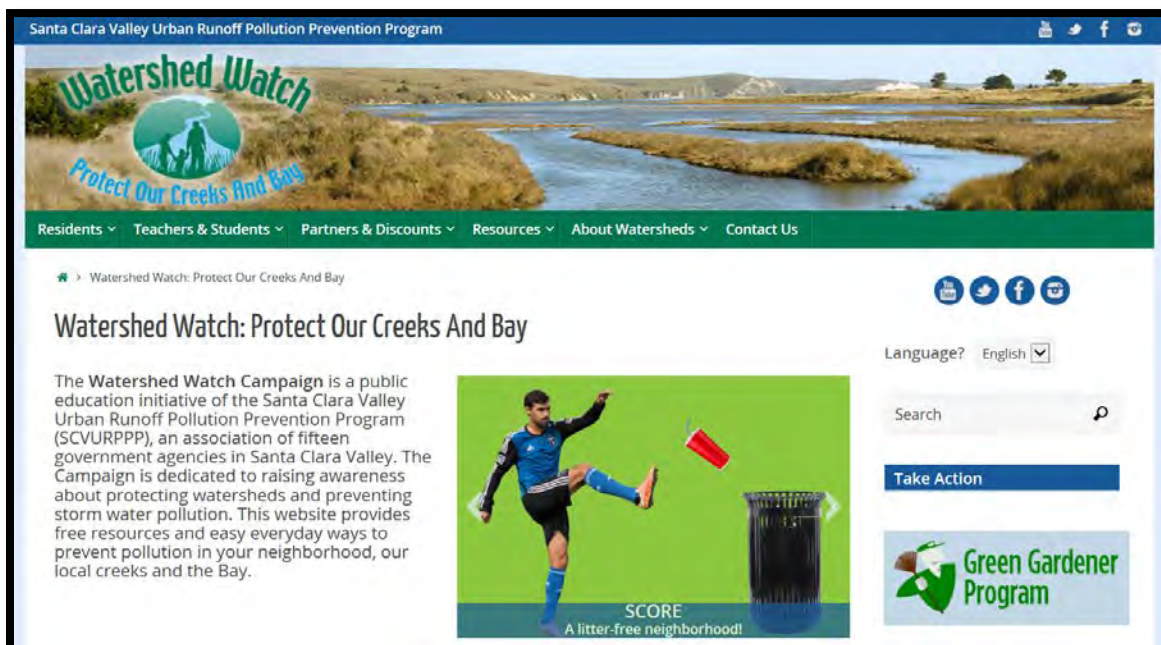 Santa Clara Valley Urban Runoff Pollution Prevention Program
Watershed Watch
Protect Our Creeks And Bay
Residents Teachers & Students Partners & Discounts Resources About Watersheds Contact Us
> Watershed Watch: Protect Our Creeks And Bay
Watershed Watch: Protect Our Creeks And Bay
The Watershed Watch Campaign is a public
education initiative of the Santa Clara Valley
Urban Runoff Pollution Prevention Program
(SCVURPPP), an association of fifteen
government agencies in Santa Clara Valley. The
Campaign is dedicated to raising awareness
about protecting watersheds and preventing
storm water pollution. This website provides
free resources and easy everyday ways to
prevent pollution in your neighborhood, our
local creeks and the Bay.
SCORE
A litter-free neighborhood!
You Tube
Language? English
Search
Take Action
Green Gardener
Program